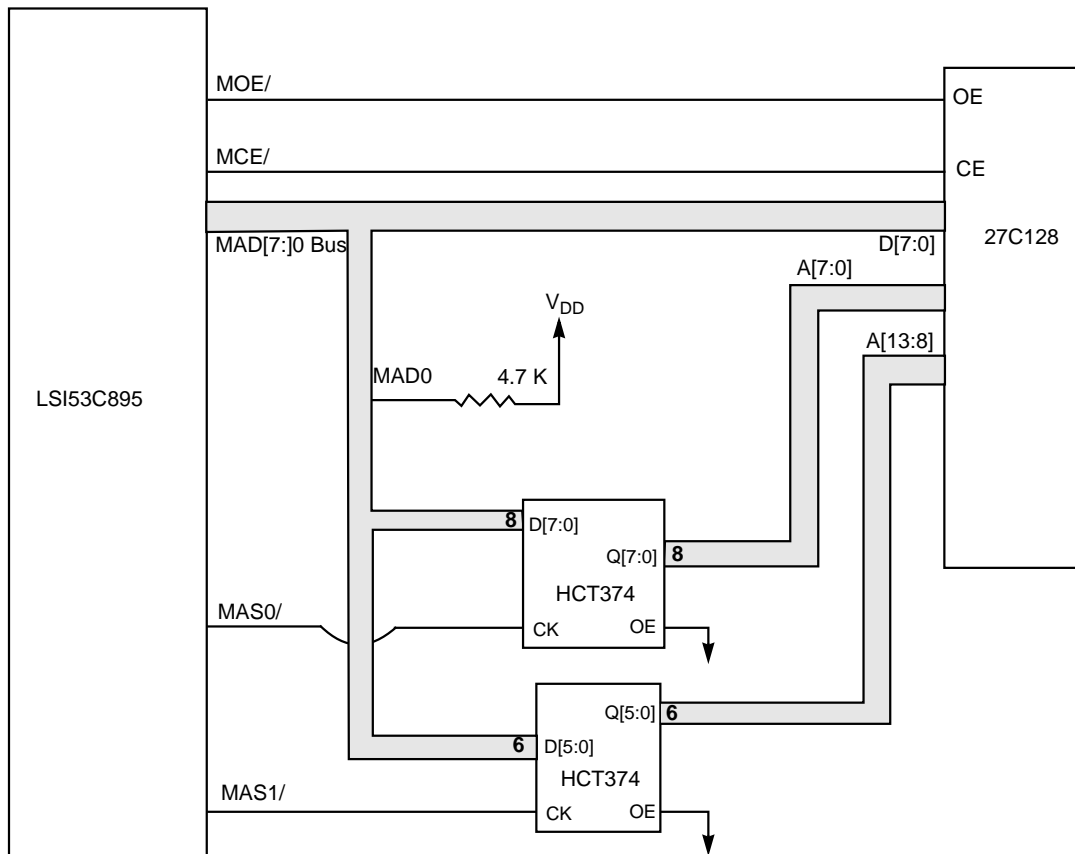 MOE/
OE
MCE/
CE
MAD[7:]0 Bus
D[7:0]
27C128
A[7:0]
V_DD
A[13:8]
MAD0
4.7 K
LSI53C895
8
D[7:0]
Q[7:0]
8
HCT374
MAS0/
CK
OE
Q[5:0]
6
6
D[5:0]
HCT374
MAS1/
CK
OE